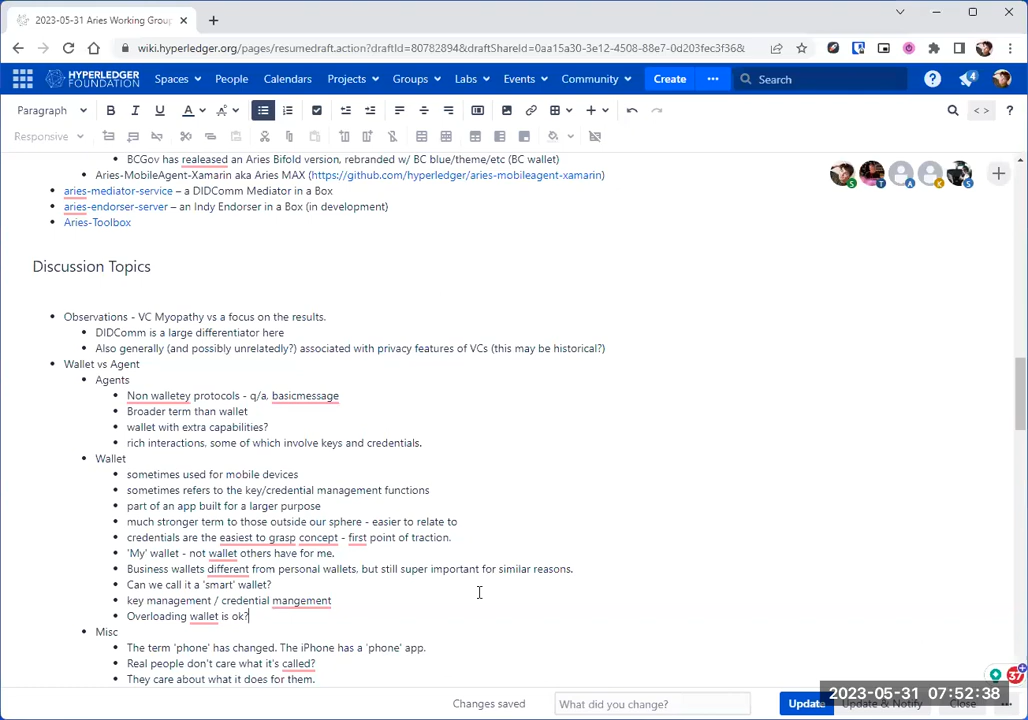 2023-05-31 Aries Working Group
wiki.hyperledger.org/pages/resumedraft.action?draftId=80782894&draftShareId=0aa15a30-3e12-4508-88e7-0d203fec3f36&
HYPERLEDGER FOUNDATION Spaces People Calendars Projects Groups Labs Events Community Create ••• Search ? 4
Paragraph B I U A < > ?
Responsive
BCGov has realeased an Aries Bifold version, rebranded w/ BC blue/theme/etc (BC wallet)
Aries-MobileAgent-Xamarin aka Aries MAX (https://github.com/hyperledger/aries-mobileagent-xamarin)
S T A K S
aries-mediator-service – a DIDComm Mediator in a Box
aries-endorser-server – an Indy Endorser in a Box (in development)
Aries-Toolbox
Discussion Topics
Observations - VC Myopathy vs a focus on the results.
DIDComm is a large differentiator here
Also generally (and possibly unrelatedly?) associated with privacy features of VCs (this may be historical?)
Wallet vs Agent
Agents
Non walletey protocols - q/a, basicmessage
Broader term than wallet
wallet with extra capabilities?
rich interactions, some of which involve keys and credentials.
Wallet
sometimes used for mobile devices
sometimes refers to the key/credential management functions
part of an app built for a larger purpose
much stronger term to those outside our sphere - easier to relate to
credentials are the easiest to grasp concept - first point of traction.
'My' wallet - not wallet others have for me.
Business wallets different from personal wallets, but still super important for similar reasons.
Can we call it a 'smart' wallet?
key management / credential mangement
Overloading wallet is ok?
Misc
The term 'phone' has changed. The iPhone has a 'phone' app.
Real people don't care what it's called?
They care about what it does for them.
37
Changes saved What did you change? Update Update & Notify Close •••
2023-05-31 07:52:38